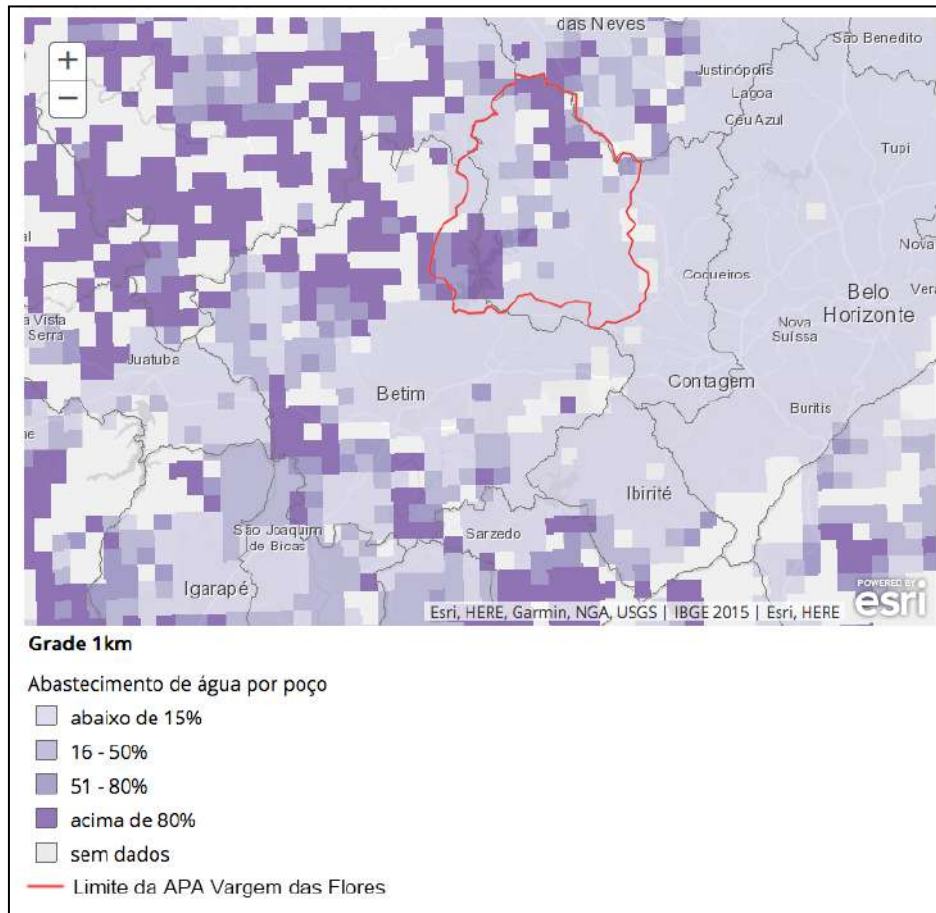 das Neves
São Benedito
Justinópolis
Lagoa
Céu Azul
Tupi
Nova
Vera
Coqueiros
Belo
Horizonte
Nova
Suíssa
a Vista
Serra
Juatuba
Betim
Contagem
Buritis
Ibirité
São Joaquim
de Bicas
Sarzedo
Igarapé
POWERED BY
esri
Esri, HERE, Garmin, NGA, USGS | IBGE 2015 | Esri, HERE
Grade 1km
Abastecimento de água por poço
abaixo de 15%
16 - 50%
51 - 80%
acima de 80%
sem dados
Limite da APA Vargem das Flores